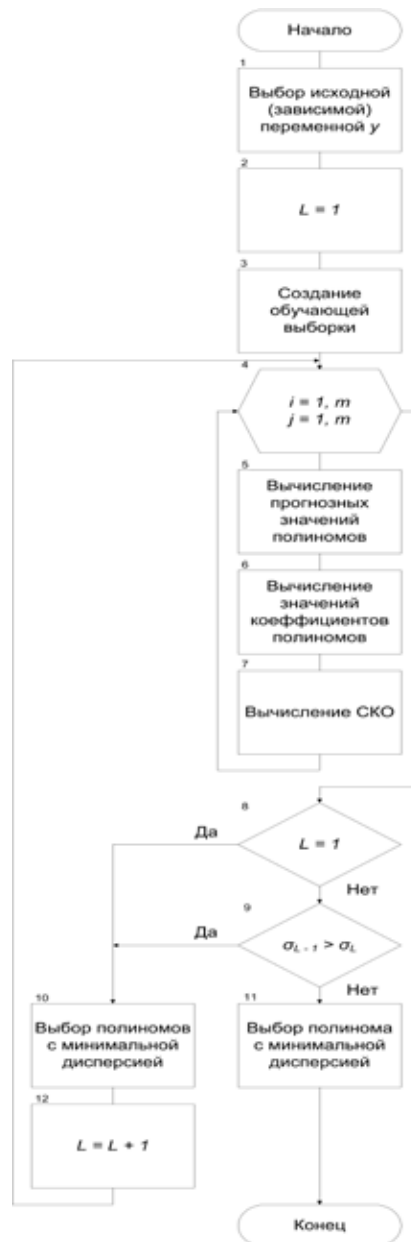 Начало
1
Выбор исходной
(зависимой)
переменной y
2
L = 1
3
Создание
обучающей
выборки
4
i = 1, m
j = 1, m
5
Вычисление
прогнозных
значений
полиномов
6
Вычисление
значений
коэффициентов
полиномов
7
Вычисление СКО
8
Да
L = 1
Нет
9
Да
σL - 1 > σL
Нет
10
Выбор полиномов
с минимальной
дисперсией
11
Выбор полинома
с минимальной
дисперсией
12
L = L + 1
Конец